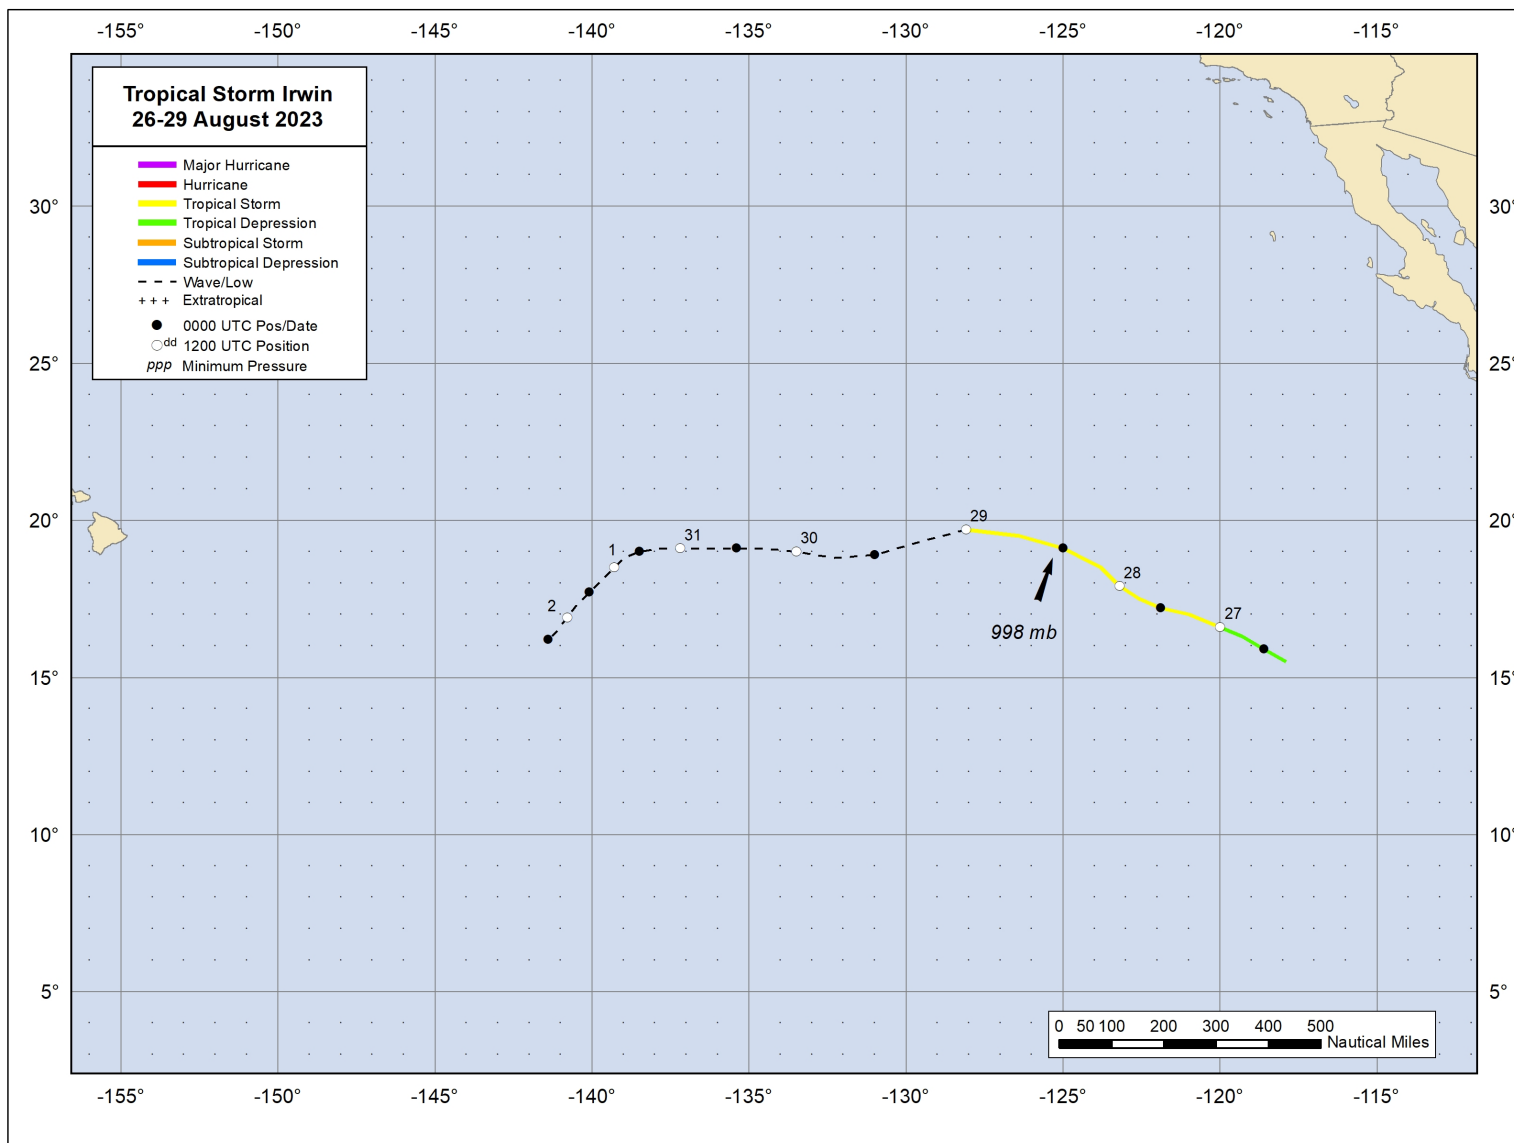 -155° -150° -145° -140° -135° -130° -125° -120° -115°
Tropical Storm Irwin
26-29 August 2023
Major Hurricane
Hurricane
Tropical Storm
Tropical Depression
Subtropical Storm
Subtropical Depression
Wave/Low
+++ Extratropical
0000 UTC Pos/Date
dd 1200 UTC Position
ppp Minimum Pressure
30° 30°
25° 25°
20° 20°
29
31
30
1
28
2
27
998 mb
15° 15°
10° 10°
5° 5°
0 50 100 200 300 400 500
Nautical Miles
-155° -150° -145° -140° -135° -130° -125° -120° -115°